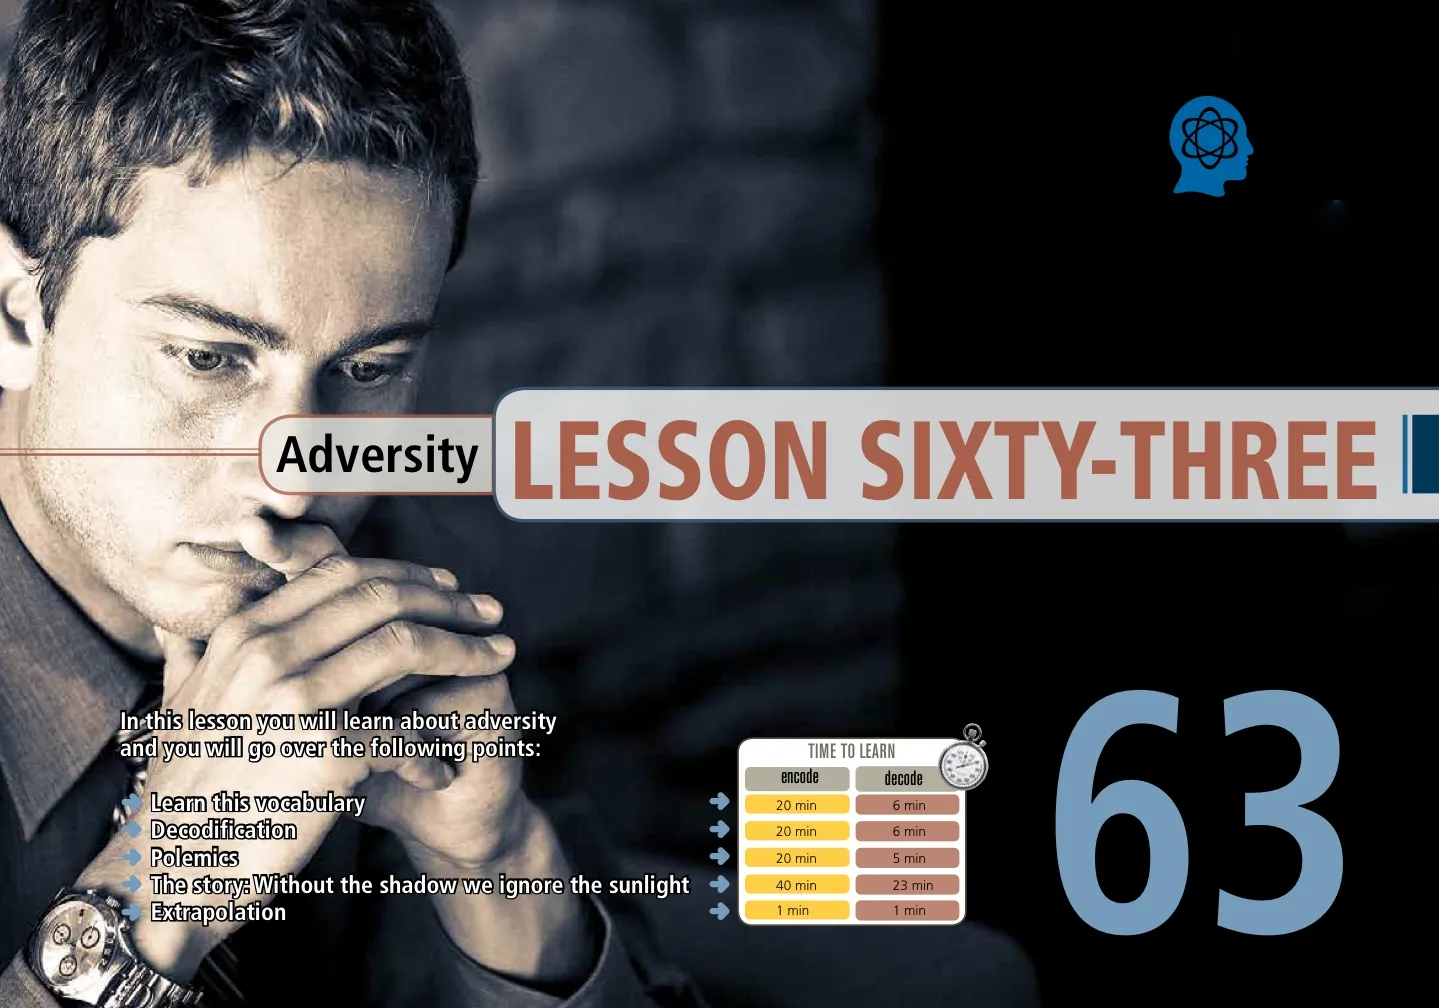 Adversity
LESSON SIXTY-THREE
In this lesson you will learn about adversity
and you will go over the following points:
Learn this vocabulary
Decodification
Polemics
The story: Without the shadow we ignore the sunlight
Extrapolation
TIME TO LEARN
encode decode
20 min 6 min
20 min 6 min
20 min 5 min
40 min 23 min
1 min 1 min
63